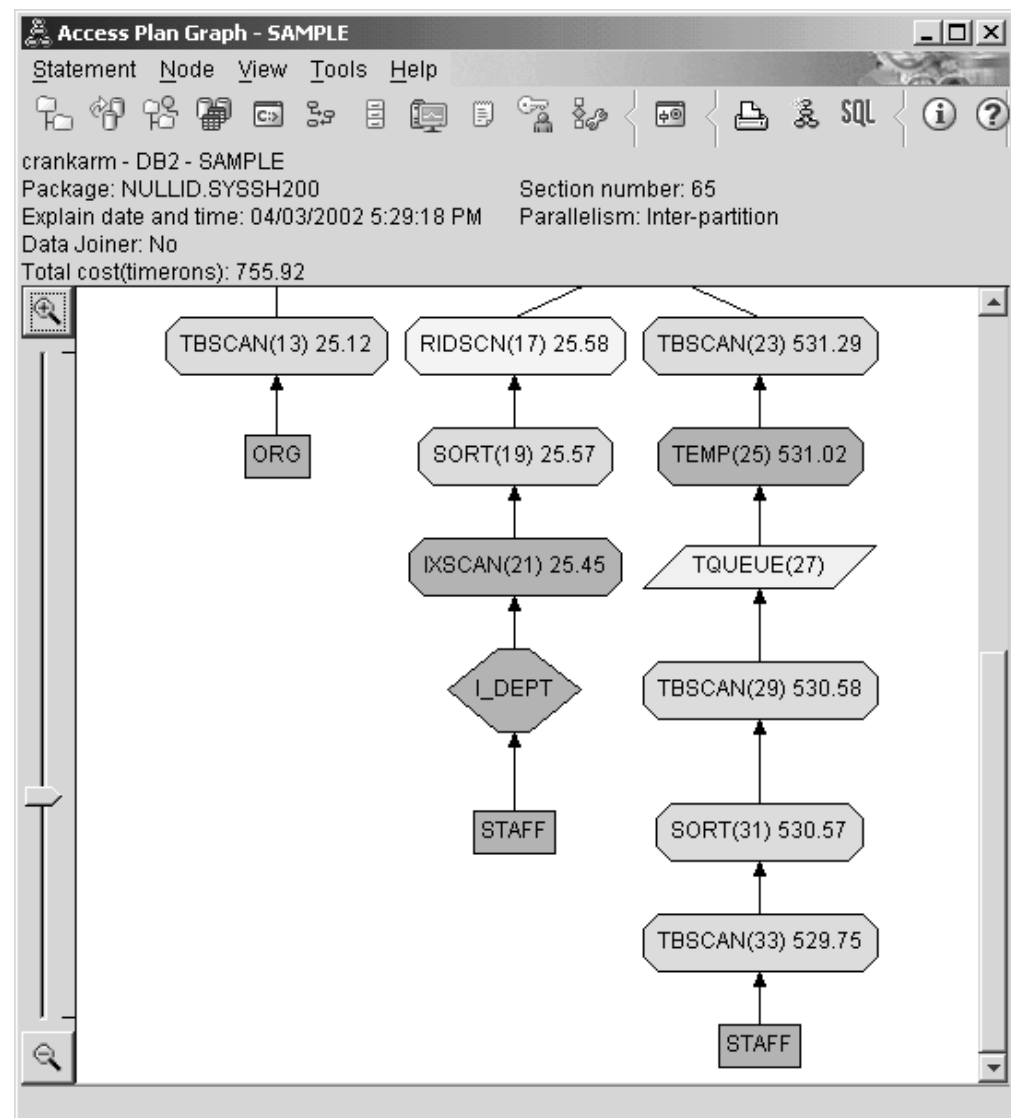 Access Plan Graph - SAMPLE
Statement Node View Tools Help
C:> SQL i ?
crankarm - DB2 - SAMPLE
Package: NULLID.SYSSH200 Section number: 65
Explain date and time: 04/03/2002 5:29:18 PM Parallelism: Inter-partition
Data Joiner: No
Total cost(timerons): 755.92
TBSCAN(13) 25.12 RIDSCN(17) 25.58 TBSCAN(23) 531.29
ORG SORT(19) 25.57 TEMP(25) 531.02
IXSCAN(21) 25.45 TQUEUE(27)
I_DEPT TBSCAN(29) 530.58
STAFF SORT(31) 530.57
TBSCAN(33) 529.75
STAFF